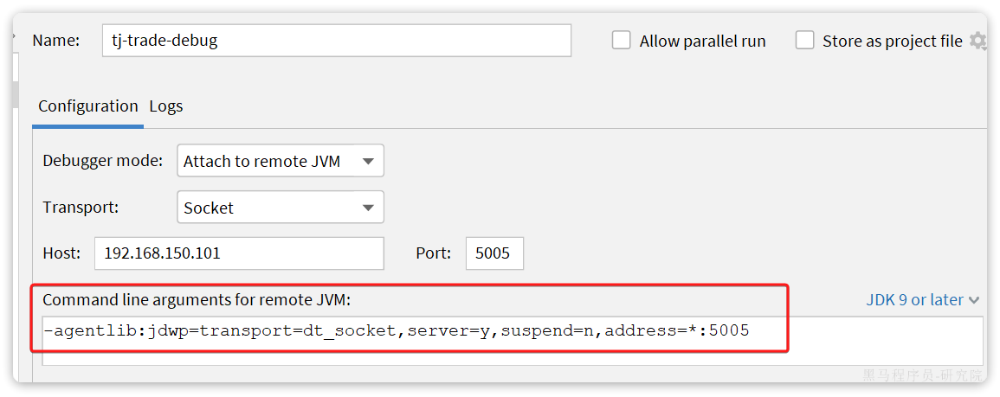 Name: tj-trade-debug Allow parallel run Store as project file
Configuration Logs
Debugger mode: Attach to remote JVM
Transport: Socket
Host: 192.168.150.101 Port: 5005
Command line arguments for remote JVM: JDK 9 or later
-agentlib:jdwp=transport=dt_socket,server=y,suspend=n,address=*:5005
黑马程序员-研究院